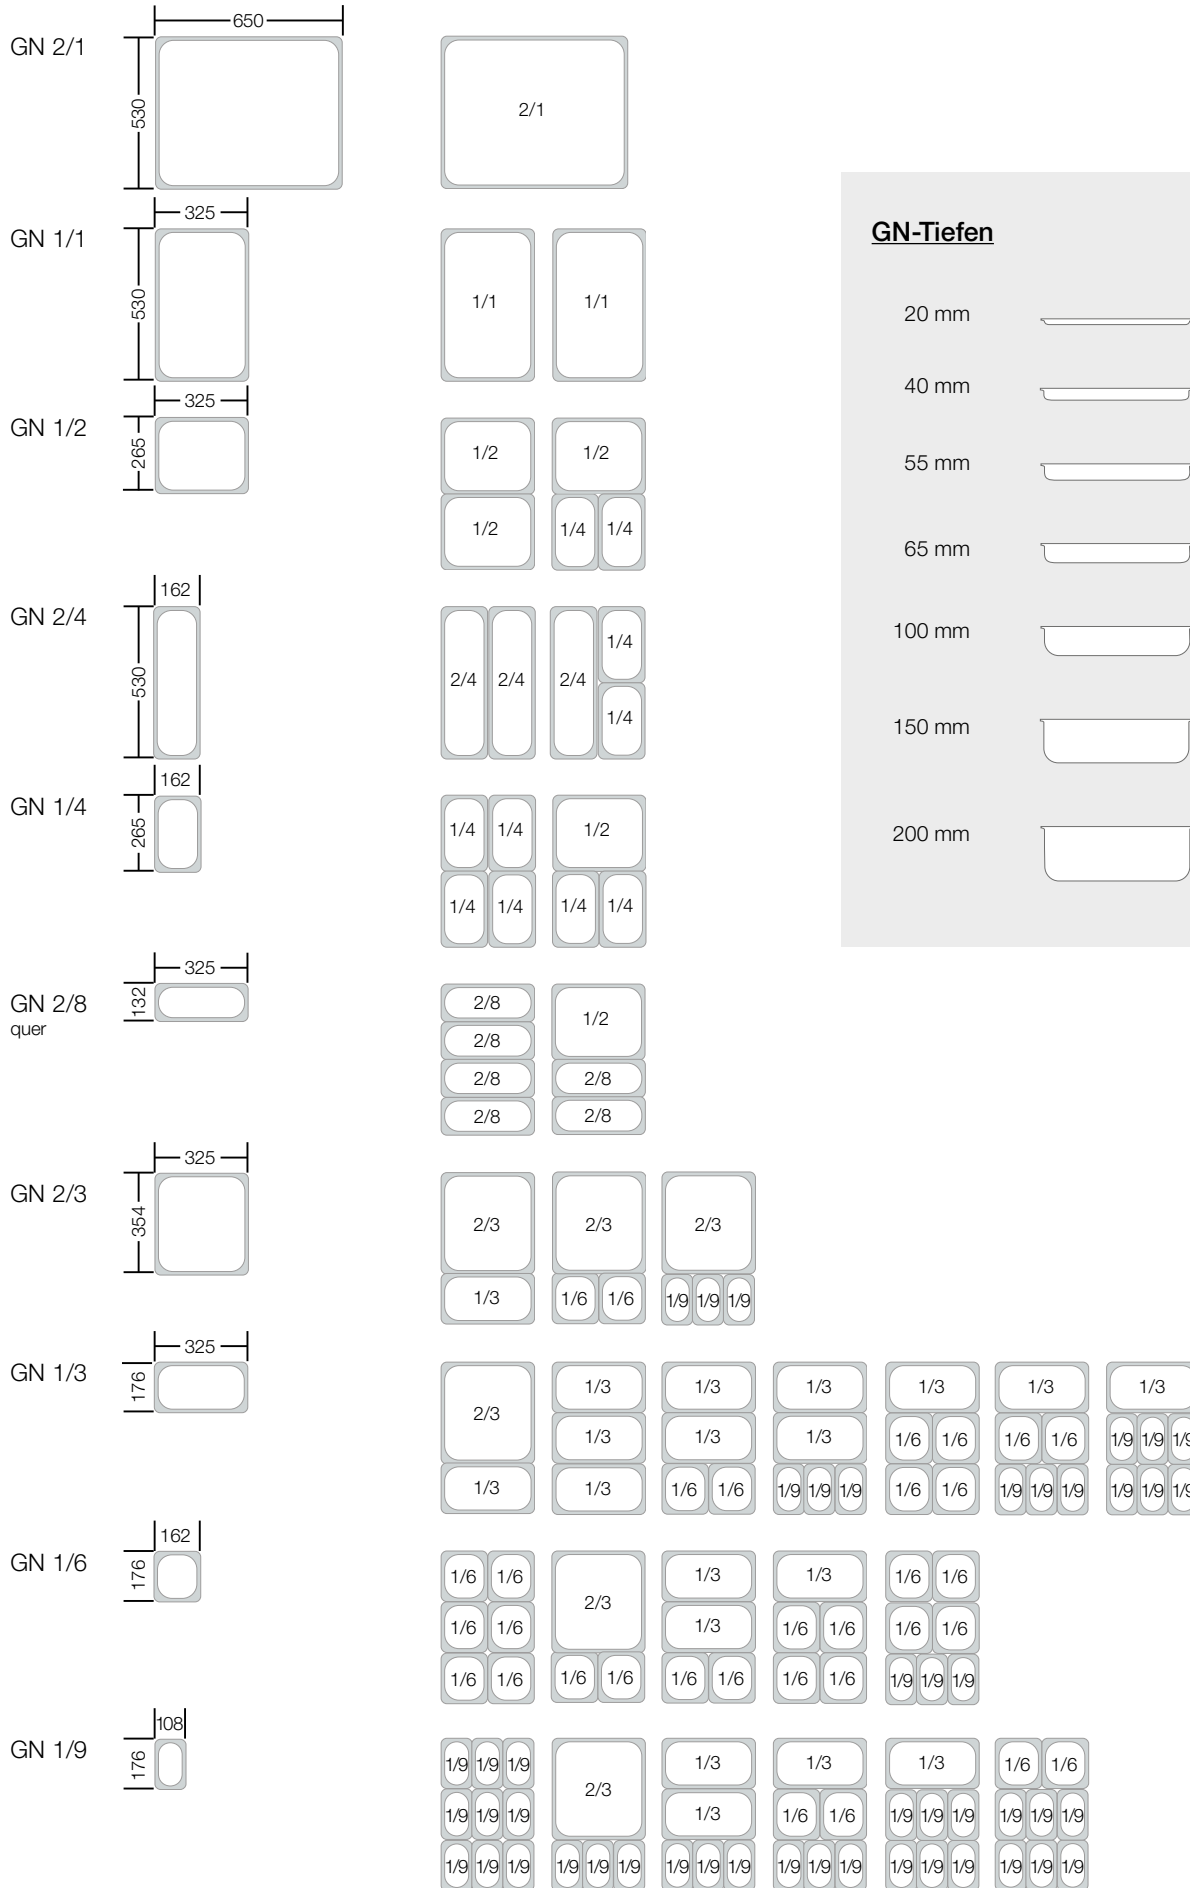 650
GN 2/1
530
2/1
325
GN 1/1
530
1/1 1/1
GN-Tiefen
20 mm
40 mm
55 mm
65 mm
100 mm
150 mm
200 mm
325
GN 1/2
265
1/2 1/2
1/2 1/4 1/4
162
GN 2/4
530
2/4 2/4 2/4 1/4
1/4
162
GN 1/4
265
1/4 1/4 1/2
1/4 1/4 1/4 1/4
325
GN 2/8
quer
132
2/8 1/2
2/8
2/8 2/8
2/8 2/8
325
GN 2/3
354
2/3 2/3 2/3
1/3 1/6 1/6 1/9 1/9 1/9
325
GN 1/3
176
2/3 1/3 1/3 1/3 1/3 1/3 1/3
1/3 1/3 1/3 1/6 1/6 1/6 1/6 1/9 1/9 1/9
1/3 1/3 1/6 1/6 1/9 1/9 1/9 1/6 1/6 1/9 1/9 1/9 1/9 1/9 1/9
162
GN 1/6
176
1/6 1/6 2/3 1/3 1/3 1/6 1/6
1/6 1/6 1/3 1/6 1/6 1/6 1/6
1/6 1/6 1/6 1/6 1/6 1/6 1/6 1/6 1/9 1/9 1/9
108
GN 1/9
176
1/9 1/9 1/9 2/3 1/3 1/3 1/3 1/6 1/6
1/9 1/9 1/9 1/3 1/6 1/6 1/9 1/9 1/9 1/9 1/9 1/9
1/9 1/9 1/9 1/9 1/9 1/9 1/9 1/9 1/9 1/9 1/9 1/9 1/9 1/9 1/9 1/9 1/9 1/9